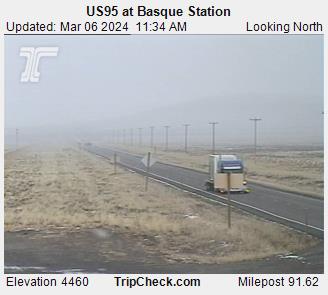 US95 at Basque Station
Updated: Mar 06 2024 11:34 AM Looking North
Elevation 4460 TripCheck.com Milepost 91.62